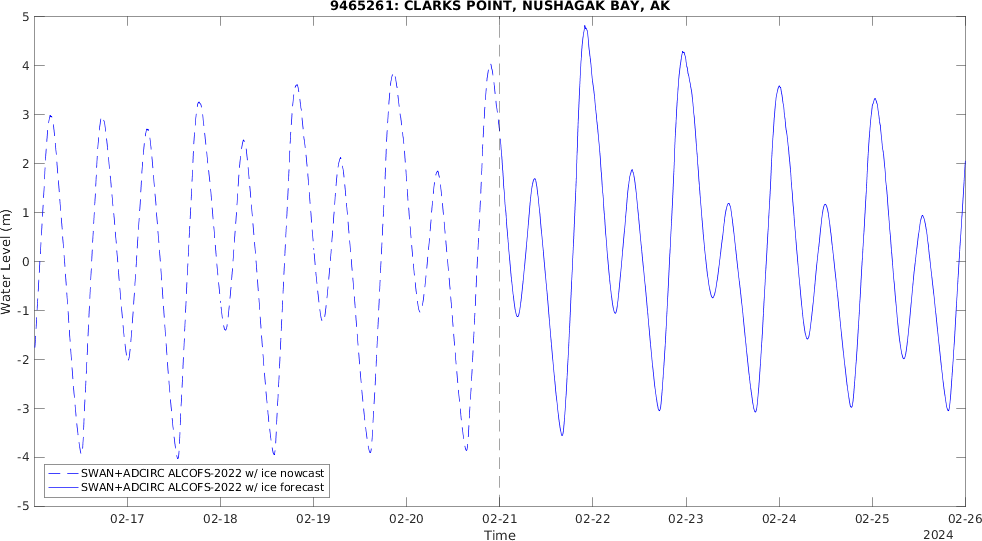 9465261: CLARKS POINT, NUSHAGAK BAY, AK
5
4
3
2
1
0
-1
-2
-3
-4
-5
Water Level (m)
SWAN+ADCIRC ALCOFS-2022 w/ ice nowcast
SWAN+ADCIRC ALCOFS-2022 w/ ice forecast
02-17 02-18 02-19 02-20 02-21 02-22 02-23 02-24 02-25 02-26
Time
2024